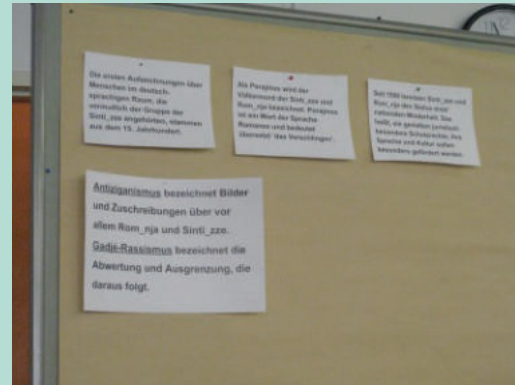 Die ersten Aufzeichnungen über
Menschen im deutsch-
sprachigen Raum, die
vermutlich der Gruppe der
Sinti_zze angehörten, stammen
aus dem 15. Jahrhundert.
Als Porajmos wird der
Völkermord der Sinti_zze und
Rom_nja bezeichnet. Porajmos
ist ein Wort der Sprache
Romanes und bedeutet
übersetzt 'das Verschlingen'.
Seit 1998 besitzen Sinti_zze und
Rom_nja den Status einer
nationalen Minderheit. Das
heißt, sie genießen juristisch
besondere Schutzrechte, ihre
Sprache und Kultur sollen
besonders gefördert werden.
Antiziganismus bezeichnet Bilder
und Zuschreibungen über vor
allem Rom_nja und Sinti_zze.
Gadje-Rassismus bezeichnet die
Abwertung und Ausgrenzung, die
daraus folgt.